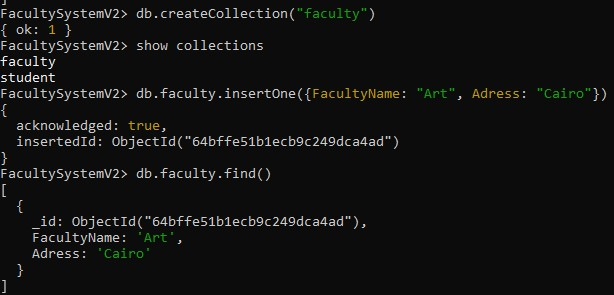 ]
FacultySystemV2> db.createCollection("faculty")
{ ok: 1 }
FacultySystemV2> show collections
faculty
student
FacultySystemV2> db.faculty.insertOne({FacultyName: "Art", Adress: "Cairo"})
{
  acknowledged: true,
  insertedId: ObjectId("64bffe51b1ecb9c249dca4ad")
}
FacultySystemV2> db.faculty.find()
[
  {
    _id: ObjectId("64bffe51b1ecb9c249dca4ad"),
    FacultyName: 'Art',
    Adress: 'Cairo'
  }
]